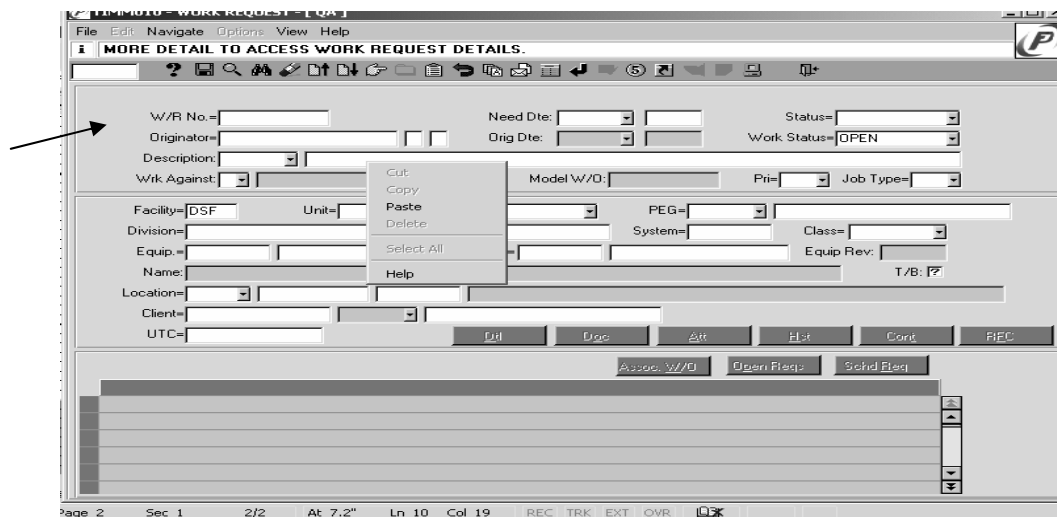 TIMM010 - WORK REQUEST - [ QA ]
File Edit Navigate Options View Help
i MORE DETAIL TO ACCESS WORK REQUEST DETAILS.
W/R No.= Need Dte: Status=
Originator= Orig Dte: Work Status= OPEN
Description:
Wrk Against: Model W/O: Pri= Job Type=
Cut
Copy
Paste
Delete
Select All
Help
Facility= DSF Unit= PEG=
Division= System= Class=
Equip.= = Equip Rev:
Name: T/B: ?
Location=
Client=
UTC= Dtl Doc Att Hst Cont REC
Assoc. W/O Open Reqs Schd Req
Page 2 Sec 1 2/2 At 7.2" Ln 10 Col 19 REC TRK EXT OVR